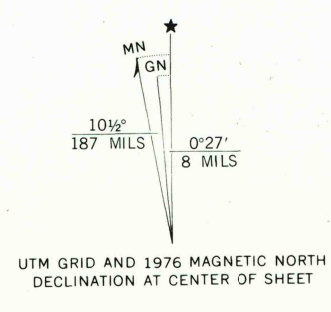 ★
MN
GN
10½°
187 MILS
0°27′
8 MILS
UTM GRID AND 1976 MAGNETIC NORTH
DECLINATION AT CENTER OF SHEET